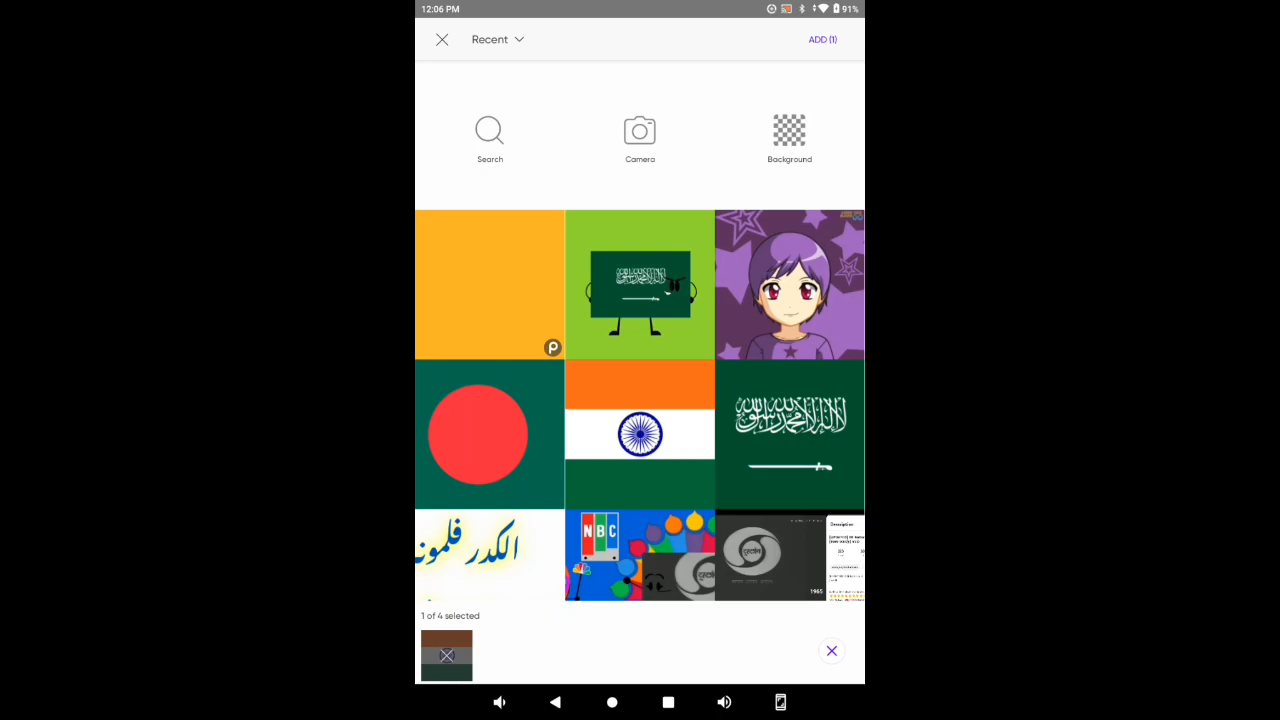 12:06 PM
91%
Recent
ADD (1)
Search
Camera
Background
لا إله إلا الله محمد رسول الله
لا إله إلا الله محمد رسول الله
الكدر فلمونه
NBC
Description
1965
1 of 4 selected